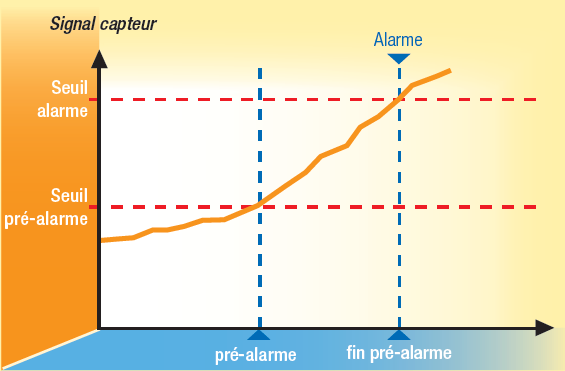 Signal capteur
Alarme
Seuil
alarme
Seuil
pré-alarme
pré-alarme
fin pré-alarme